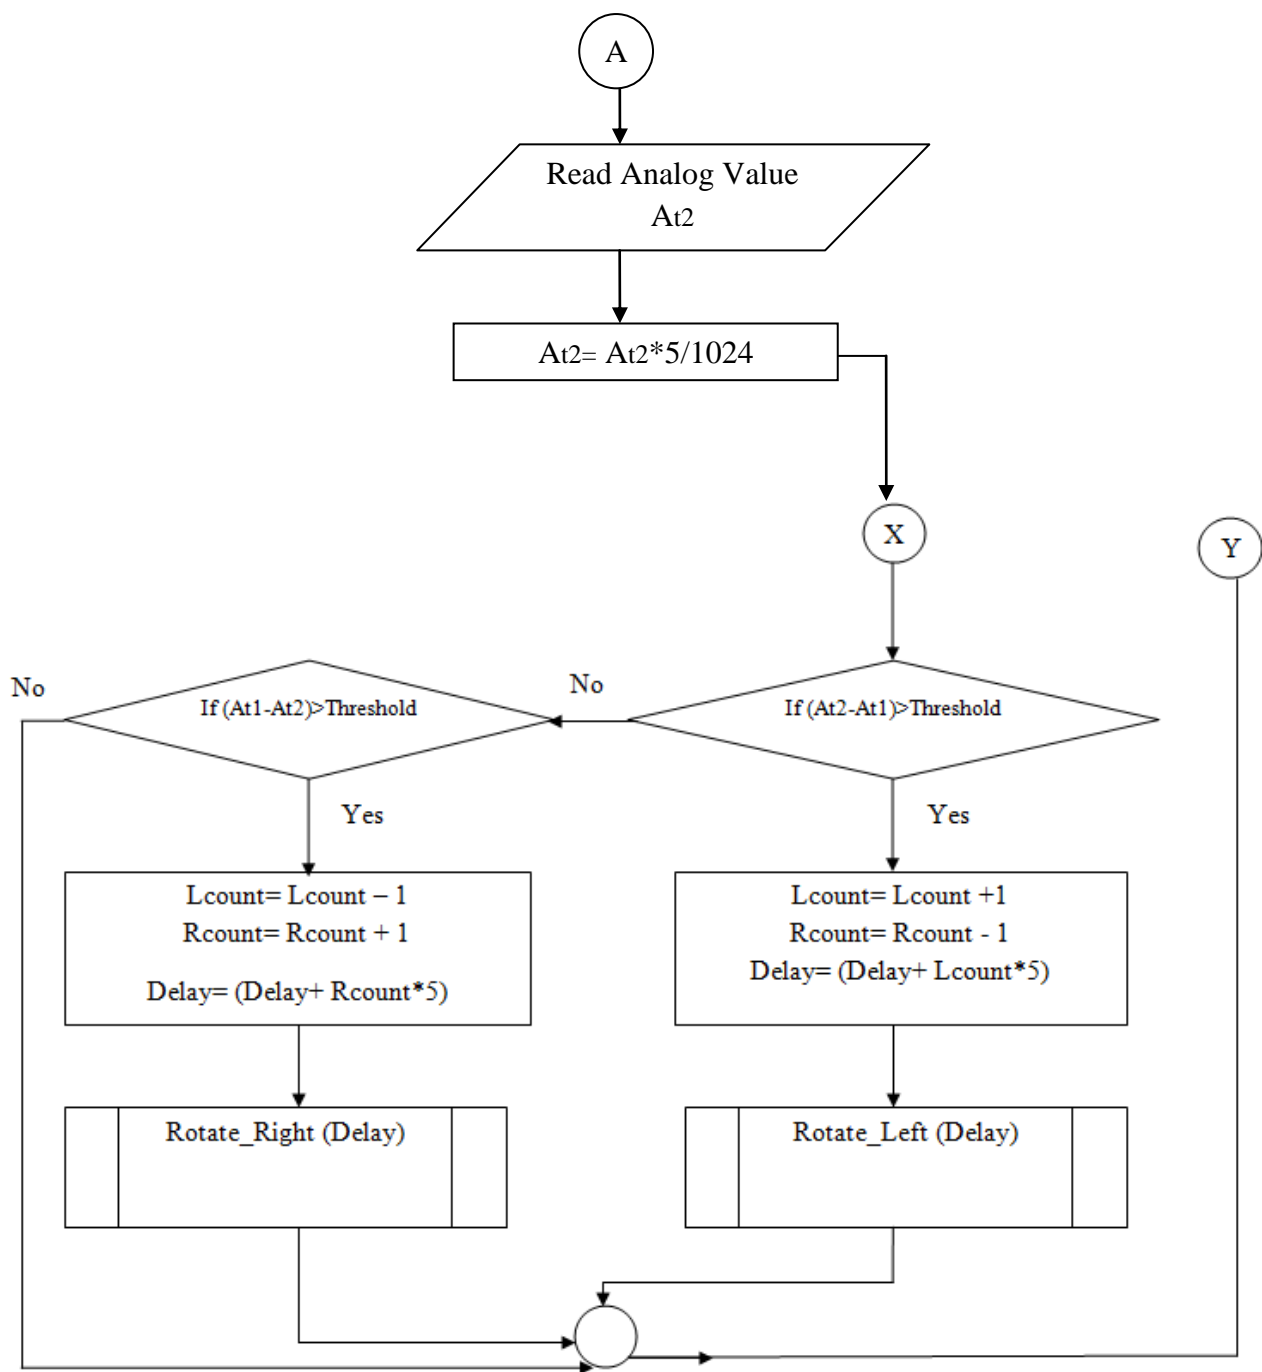 A
Read Analog Value
At2
At2= At2*5/1024
X
Y
No
If (At1-At2)>Threshold
No
If (At2-At1)>Threshold
Yes
Yes
Lcount= Lcount – 1
Rcount= Rcount + 1
Delay= (Delay+ Rcount*5)
Lcount= Lcount +1
Rcount= Rcount - 1
Delay= (Delay+ Lcount*5)
Rotate_Right (Delay)
Rotate_Left (Delay)